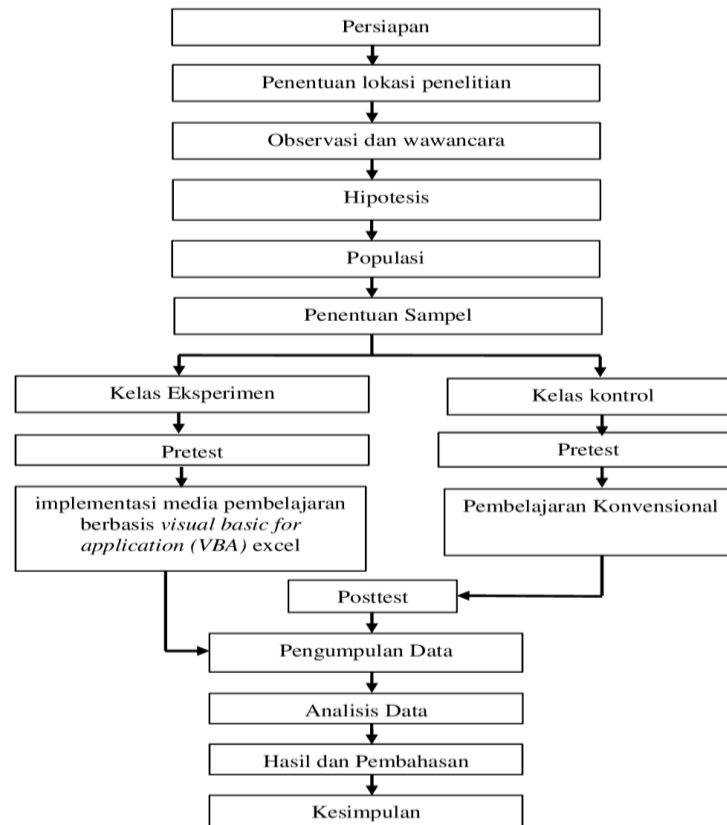 Persiapan
Penentuan lokasi penelitian
Observasi dan wawancara
Hipotesis
Populasi
Penentuan Sampel
Kelas Eksperimen
Kelas kontrol
Pretest
Pretest
implementasi media pembelajaran
berbasis visual basic for
application (VBA) excel
Pembelajaran Konvensional
Posttest
Pengumpulan Data
Analisis Data
Hasil dan Pembahasan
Kesimpulan